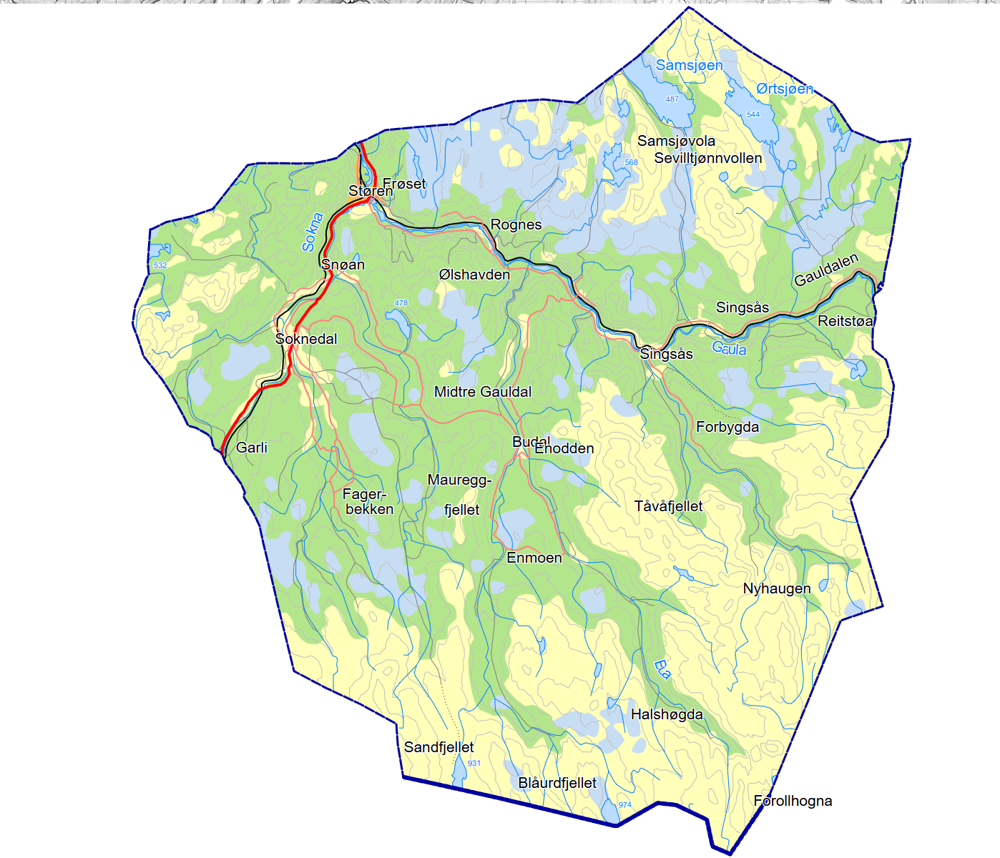 Samsjøen
Ørtsjøen
487
544
Samsjøvola
Sevilltjønnvollen
568
Frøset
Støren
Sokna
Rognes
532
Snøan
Ølshavden
Gauldalen
478
Singsås
Reitstøa
Soknedal
Gaula
Singsås
Midtre Gauldal
Forbygda
Budal
Enodden
Garli
Mauregg-
fjellet
Fager-
bekken
Tåvåfjellet
Enmoen
Nyhaugen
Ela
Halshøgda
Sandfjellet
931
Blåurdfjellet
974
Forollhogna